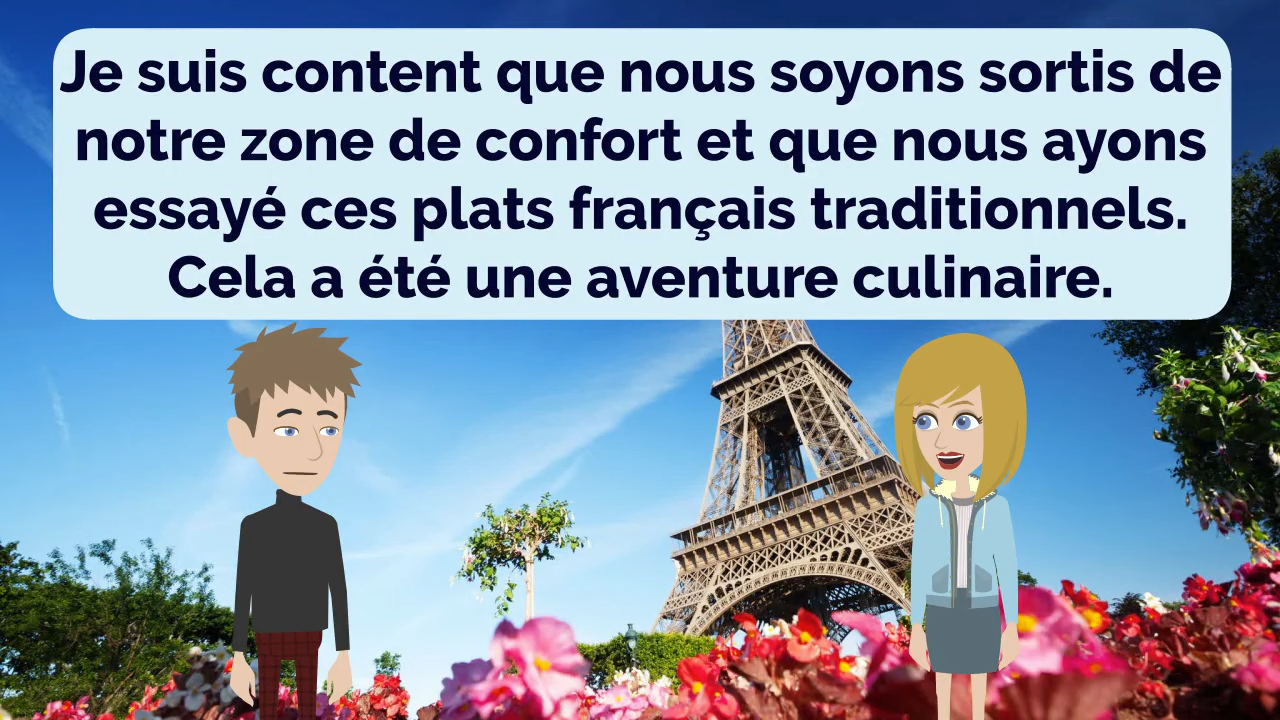 Je suis content que nous soyons sortis de
notre zone de confort et que nous ayons
essayé ces plats français traditionnels.
Cela a été une aventure culinaire.